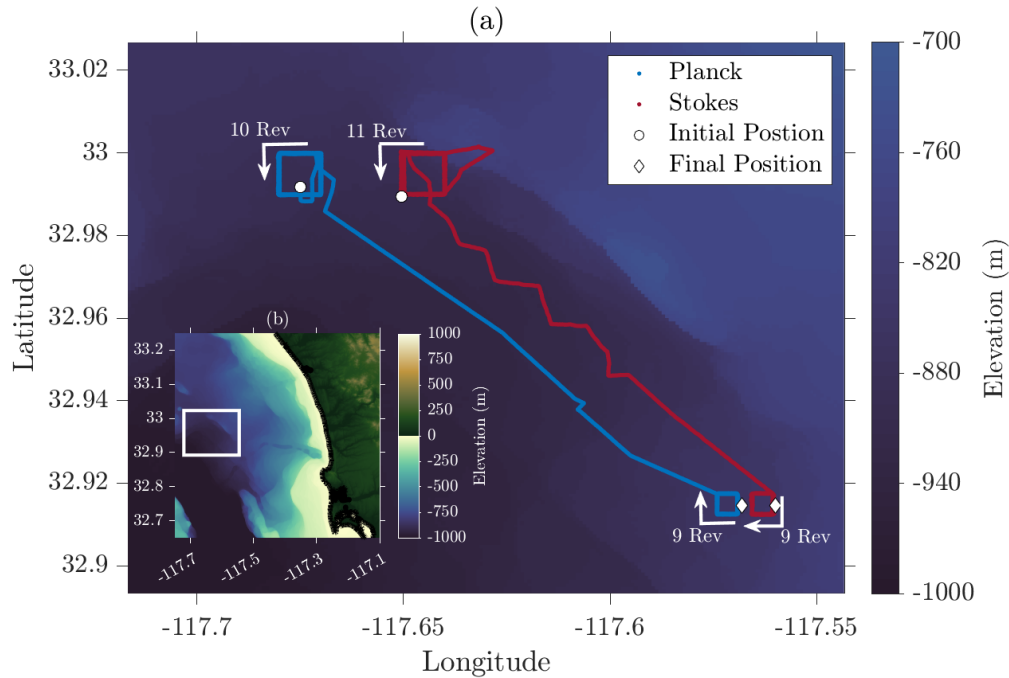 (a)
33.02
33
32.98
32.96
32.94
32.92
32.9
Latitude
-117.7
-117.65
-117.6
-117.55
Longitude
Planck
Stokes
Initial Postion
Final Position
10 Rev
11 Rev
9 Rev
9 Rev
-700
-760
-820
-880
-940
-1000
Elevation (m)
(b)
33.2
33.1
33
32.9
32.8
32.7
-117.7
-117.5
-117.3
-117.1
1000
750
500
250
0
-250
-500
-750
-1000
Elevation (m)